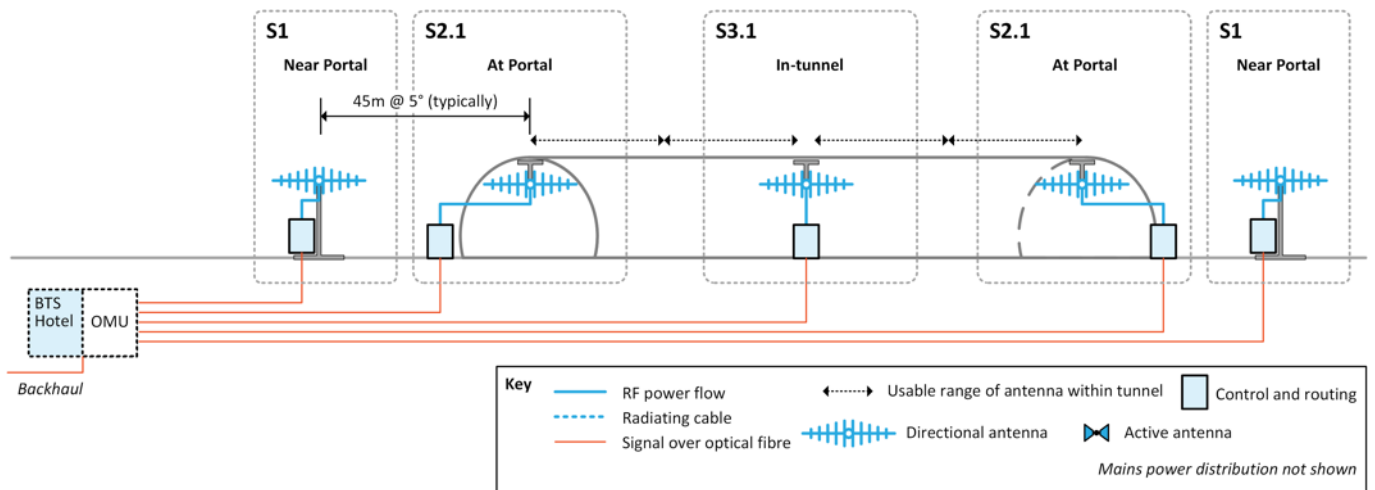 S1
Near Portal
S2.1
At Portal
S3.1
In-tunnel
S2.1
At Portal
S1
Near Portal
45m @ 5° (typically)
BTS
Hotel
OMU
Backhaul
Key
RF power flow
Radiating cable
Signal over optical fibre
Usable range of antenna within tunnel
Control and routing
Directional antenna
Active antenna
Mains power distribution not shown